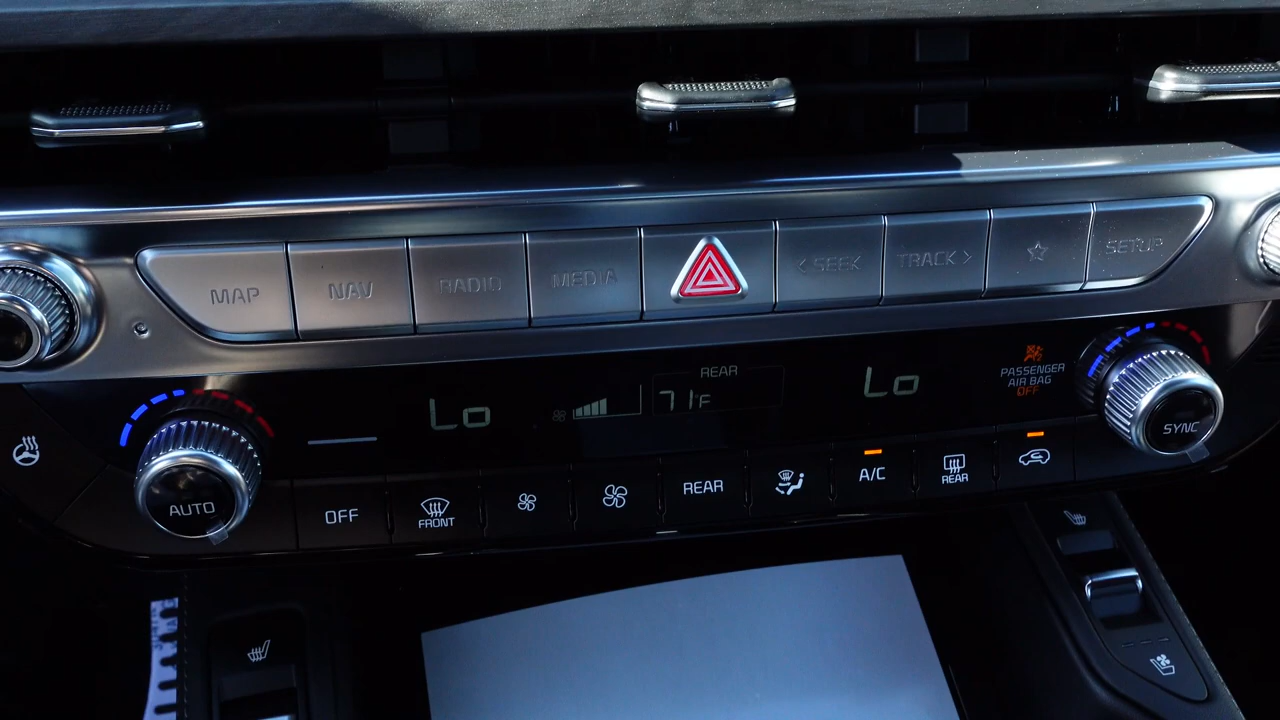 MAP
NAV
RADIO
MEDIA
< SEEK
TRACK >
SETUP
Lo
REAR
71°F
Lo
PASSENGER
AIR BAG
OFF
AUTO
OFF
FRONT
REAR
A/C
REAR
SYNC